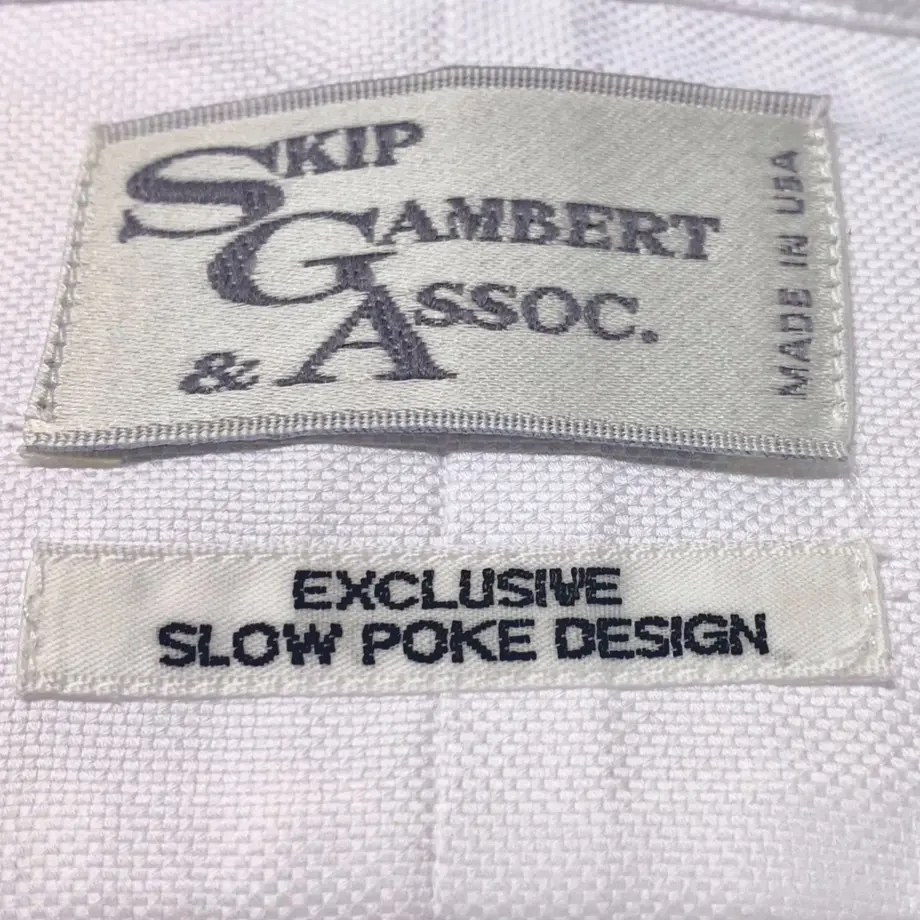 SKIP
GAMBERT
& ASSOC.
MADE IN USA
EXCLUSIVE
SLOW POKE DESIGN